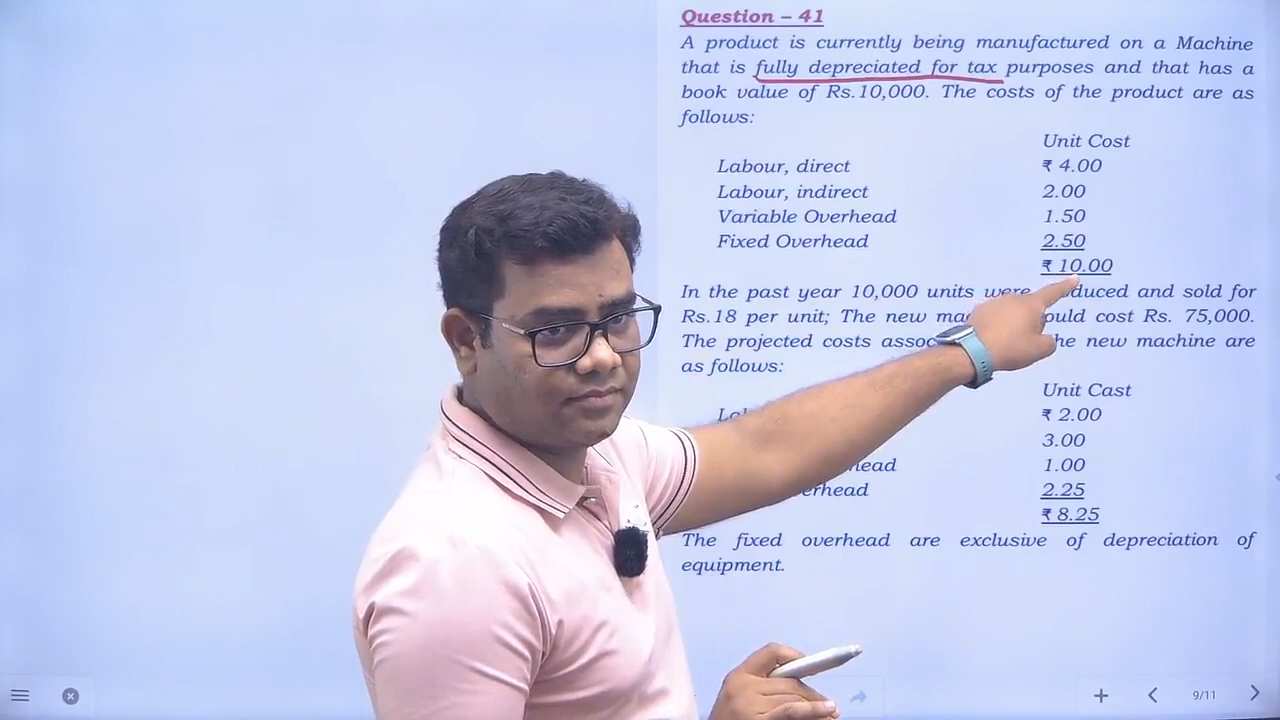 Question – 41
A product is currently being manufactured on a Machine
that is fully depreciated for tax purposes and that has a
book value of Rs.10,000. The costs of the product are as
follows:
Unit Cost
Labour, direct ₹ 4.00
Labour, indirect 2.00
Variable Overhead 1.50
Fixed Overhead 2.50
₹ 10.00
In the past year 10,000 units were and sold for
Rs.18 per unit; The new would cost Rs. 75,000.
The projected costs the new machine are
as follows:
Unit Cast
₹ 2.00
3.00
1.00
2.25
₹ 8.25
The fixed overhead are exclusive of depreciation of
equipment.
9/11